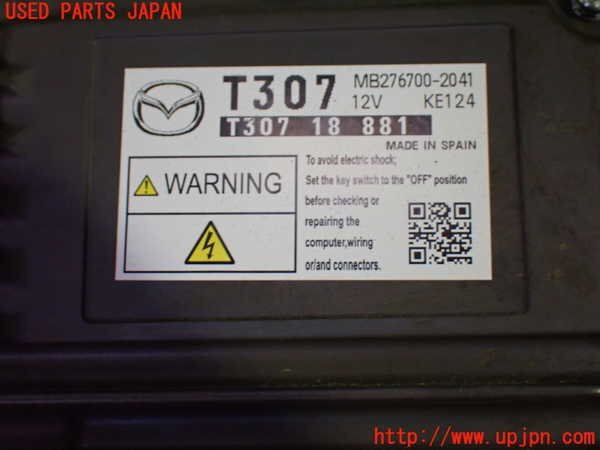 USED PARTS JAPAN
T307 MB276700-2041
12V KE124
T307 18 881
MADE IN SPAIN
WARNING
To avoid electric shock;
Set the key switch to the "OFF" position
before checking or
repairing the
computer,wiring
or/and connectors.
http://www.upjpn.com